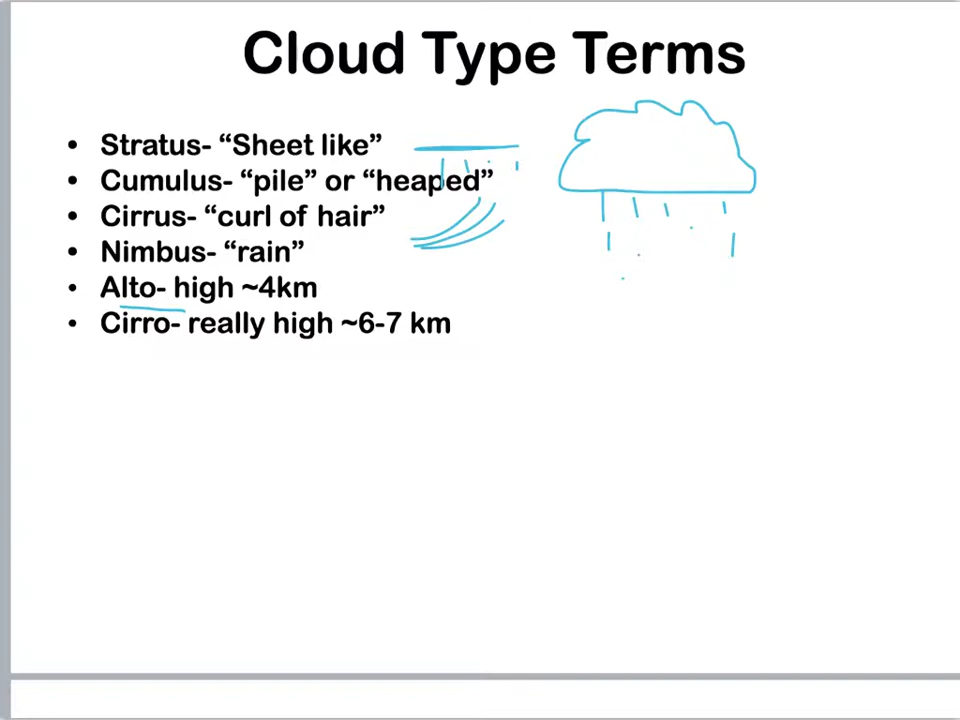 Cloud Type Terms
• Stratus- “Sheet like”
• Cumulus- “pile” or “heaped”
• Cirrus- “curl of hair”
• Nimbus- “rain”
• Alto- high ~4km
• Cirro- really high ~6-7 km